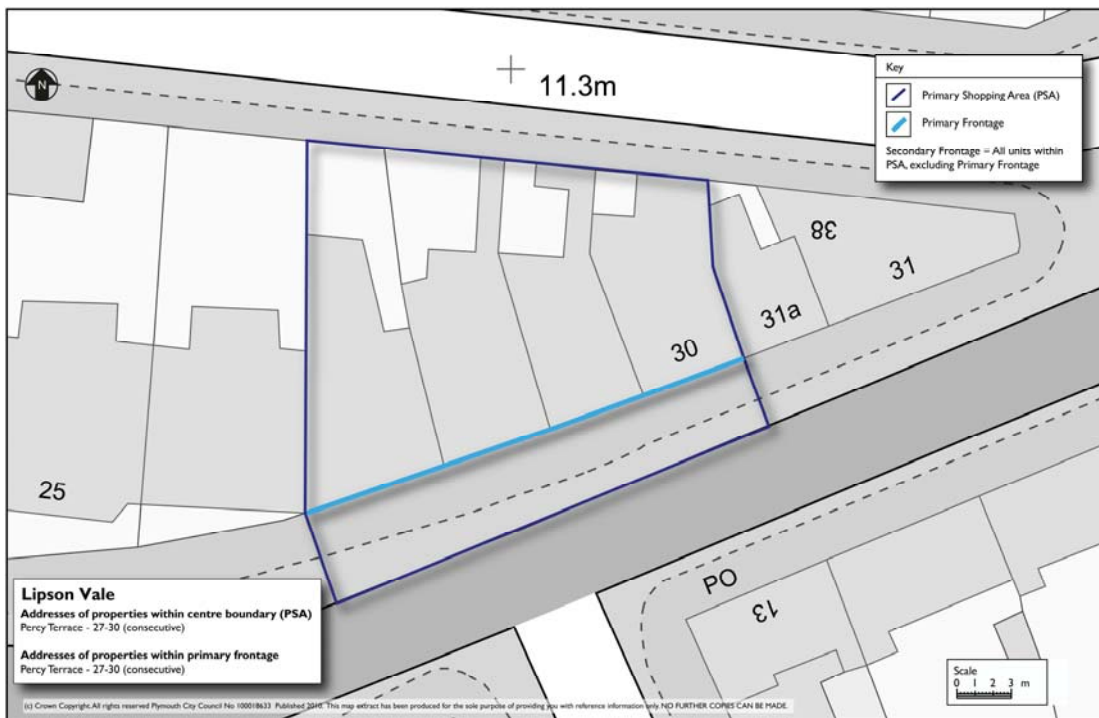 N
11.3m
Key
Primary Shopping Area (PSA)
Primary Frontage
Secondary Frontage = All units within
PSA, excluding Primary Frontage
38
31
31a
30
25
PO
13
Lipson Vale
Addresses of properties within centre boundary (PSA)
Percy Terrace - 27-30 (consecutive)
Addresses of properties within primary frontage
Percy Terrace - 27-30 (consecutive)
Scale
0 1 2 3 m
(c) Crown Copyright. All rights reserved Plymouth City Council No 100018633 Published 2010. This map extract has been produced for the sole purpose of providing you with reference information only. NO FURTHER COPIES CAN BE MADE.